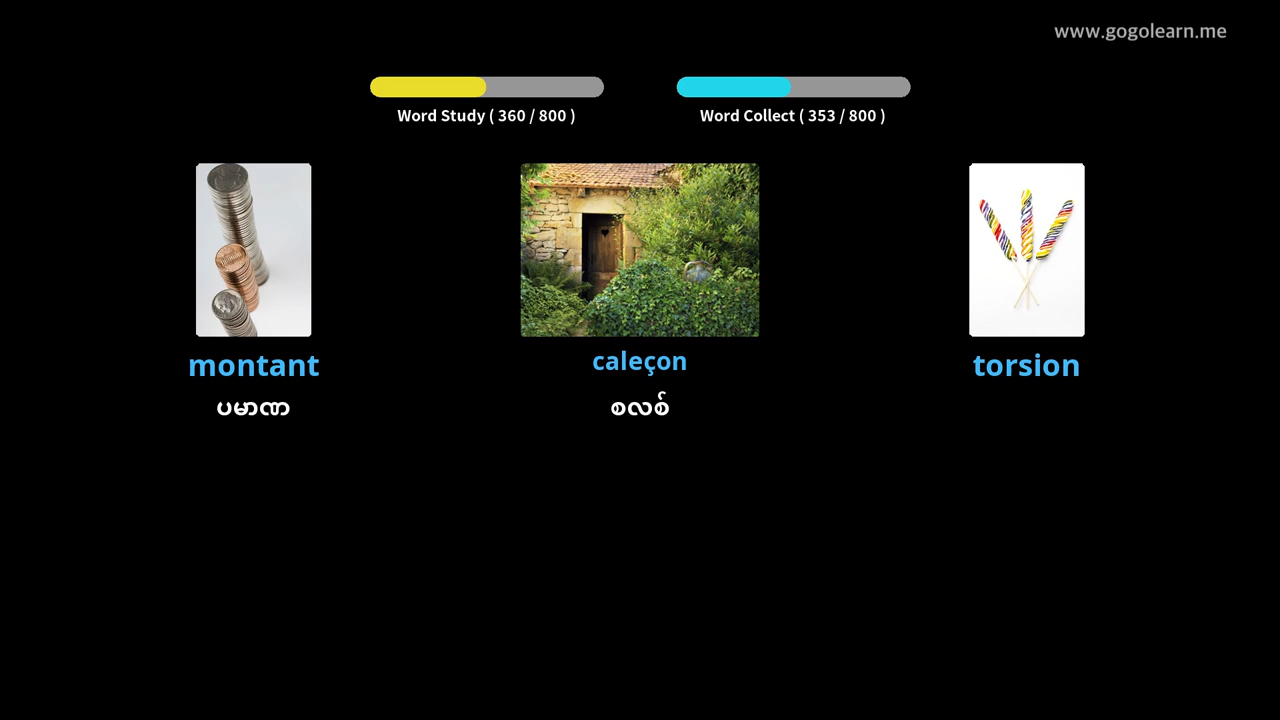 www.gogolearn.me
Word Study ( 360 / 800 )
Word Collect ( 353 / 800 )
montant
caleçon
torsion
ပမာဏ
စလစ်